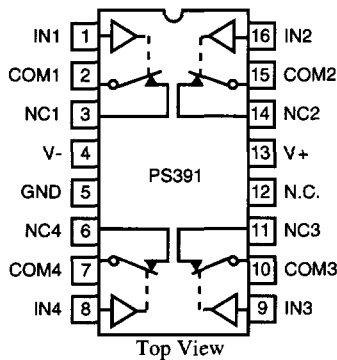 IN1 1 16 IN2
COM1 2 15 COM2
NC1 3 14 NC2
V- 4 13 V+
PS391
GND 5 12 N.C.
NC4 6 11 NC3
COM4 7 10 COM3
IN4 8 9 IN3
Top View